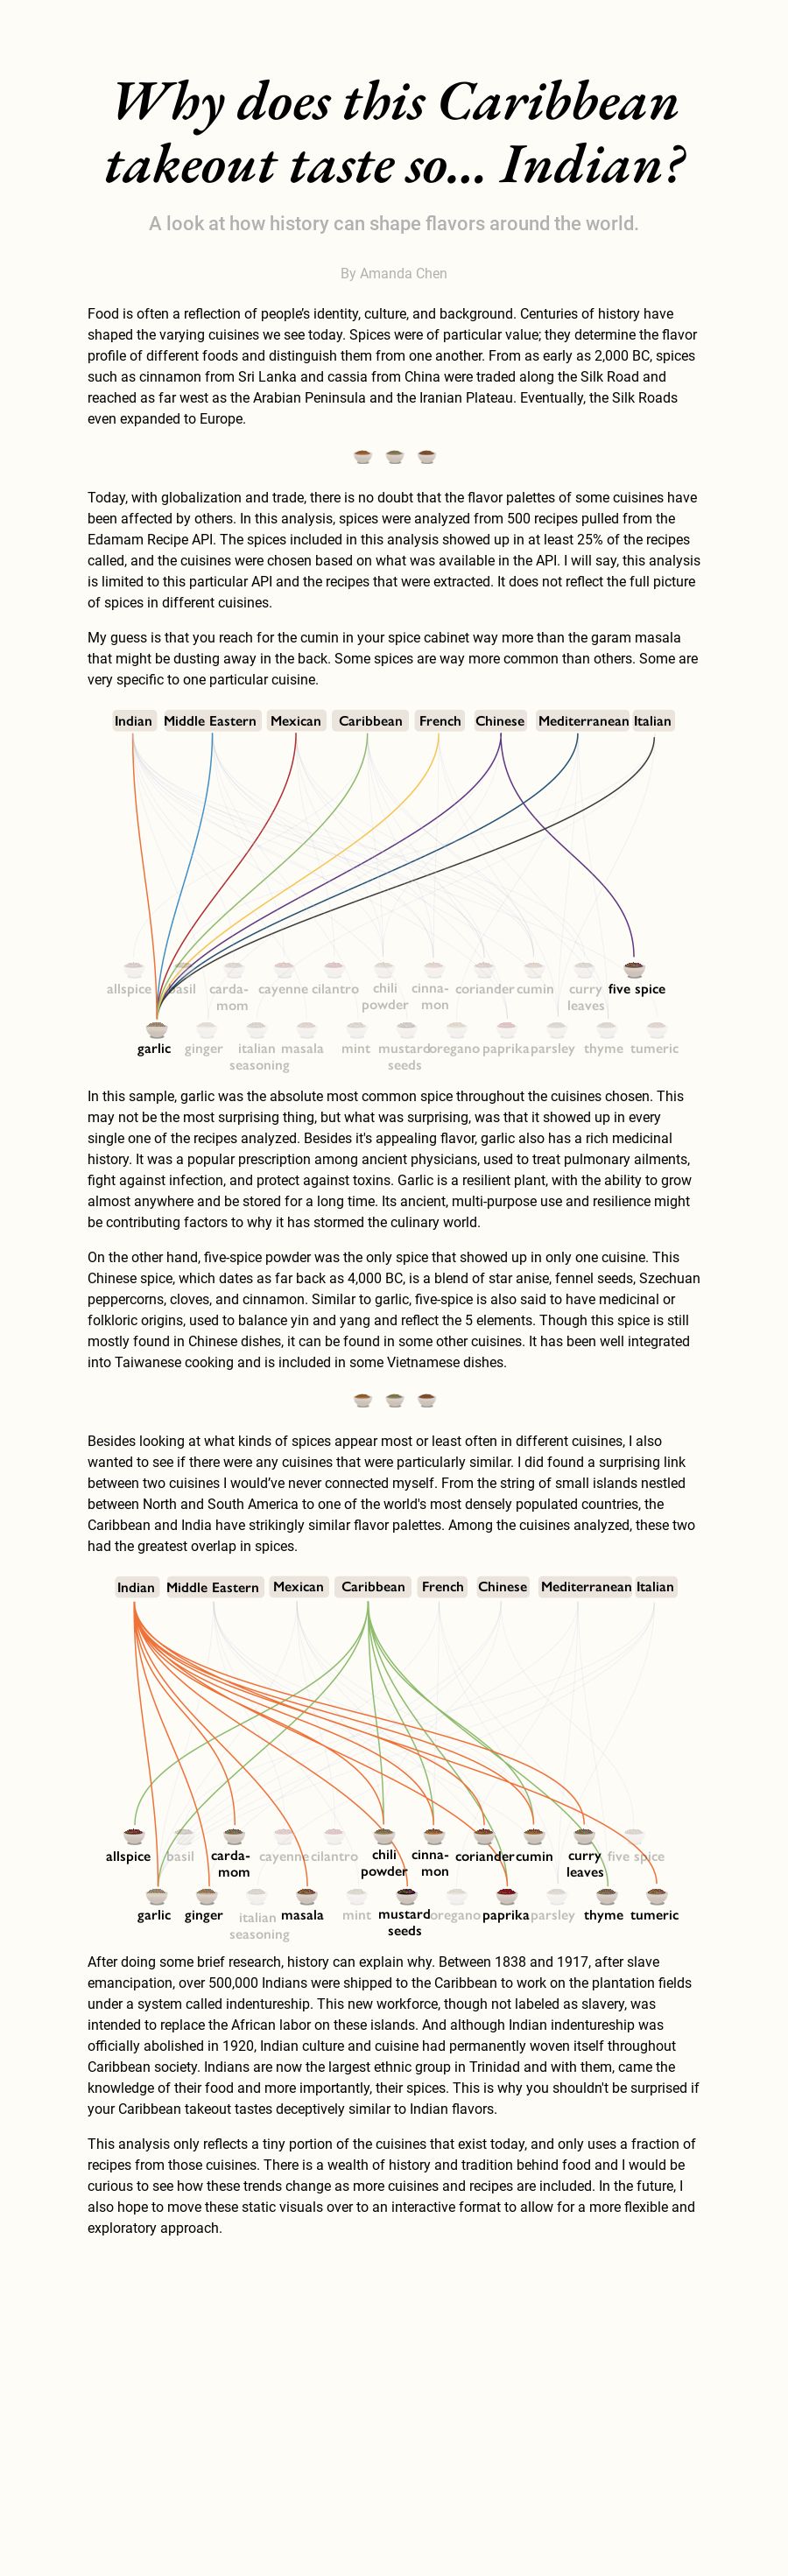 Why does this Caribbean
takeout taste so... Indian?
A look at how history can shape flavors around the world.
By Amanda Chen
Food is often a reflection of people’s identity, culture, and background. Centuries of history have
shaped the varying cuisines we see today. Spices were of particular value; they determine the flavor
profile of different foods and distinguish them from one another. From as early as 2,000 BC, spices
such as cinnamon from Sri Lanka and cassia from China were traded along the Silk Road and
reached as far west as the Arabian Peninsula and the Iranian Plateau. Eventually, the Silk Roads
even expanded to Europe.
Today, with globalization and trade, there is no doubt that the flavor palettes of some cuisines have
been affected by others. In this analysis, spices were analyzed from 500 recipes pulled from the
Edamam Recipe API. The spices included in this analysis showed up in at least 25% of the recipes
called, and the cuisines were chosen based on what was available in the API. I will say, this analysis
is limited to this particular API and the recipes that were extracted. It does not reflect the full picture
of spices in different cuisines.
My guess is that you reach for the cumin in your spice cabinet way more than the garam masala
that might be dusting away in the back. Some spices are way more common than others. Some are
very specific to one particular cuisine.
Indian Middle Eastern Mexican Caribbean French Chinese Mediterranean Italian
allspice basil carda- cayenne cilantro chili cinna- coriander cumin curry five spice
mom powder mon leaves
garlic ginger italian masala mint mustard oregano paprika parsley thyme tumeric
seasoning seeds
In this sample, garlic was the absolute most common spice throughout the cuisines chosen. This
may not be the most surprising thing, but what was surprising, was that it showed up in every
single one of the recipes analyzed. Besides it's appealing flavor, garlic also has a rich medicinal
history. It was a popular prescription among ancient physicians, used to treat pulmonary ailments,
fight against infection, and protect against toxins. Garlic is a resilient plant, with the ability to grow
almost anywhere and be stored for a long time. Its ancient, multi-purpose use and resilience might
be contributing factors to why it has stormed the culinary world.
On the other hand, five-spice powder was the only spice that showed up in only one cuisine. This
Chinese spice, which dates as far back as 4,000 BC, is a blend of star anise, fennel seeds, Szechuan
peppercorns, cloves, and cinnamon. Similar to garlic, five-spice is also said to have medicinal or
folkloric origins, used to balance yin and yang and reflect the 5 elements. Though this spice is still
mostly found in Chinese dishes, it can be found in some other cuisines. It has been well integrated
into Taiwanese cooking and is included in some Vietnamese dishes.
Besides looking at what kinds of spices appear most or least often in different cuisines, I also
wanted to see if there were any cuisines that were particularly similar. I did found a surprising link
between two cuisines I would’ve never connected myself. From the string of small islands nestled
between North and South America to one of the world's most densely populated countries, the
Caribbean and India have strikingly similar flavor palettes. Among the cuisines analyzed, these two
had the greatest overlap in spices.
Indian Middle Eastern Mexican Caribbean French Chinese Mediterranean Italian
allspice basil carda- cayenne cilantro chili cinna- coriander cumin curry five spice
mom powder mon leaves
garlic ginger italian masala mint mustard oregano paprika parsley thyme tumeric
seasoning seeds
After doing some brief research, history can explain why. Between 1838 and 1917, after slave
emancipation, over 500,000 Indians were shipped to the Caribbean to work on the plantation fields
under a system called indentureship. This new workforce, though not labeled as slavery, was
intended to replace the African labor on these islands. And although Indian indentureship was
officially abolished in 1920, Indian culture and cuisine had permanently woven itself throughout
Caribbean society. Indians are now the largest ethnic group in Trinidad and with them, came the
knowledge of their food and more importantly, their spices. This is why you shouldn't be surprised if
your Caribbean takeout tastes deceptively similar to Indian flavors.
This analysis only reflects a tiny portion of the cuisines that exist today, and only uses a fraction of
recipes from those cuisines. There is a wealth of history and tradition behind food and I would be
curious to see how these trends change as more cuisines and recipes are included. In the future, I
also hope to move these static visuals over to an interactive format to allow for a more flexible and
exploratory approach.